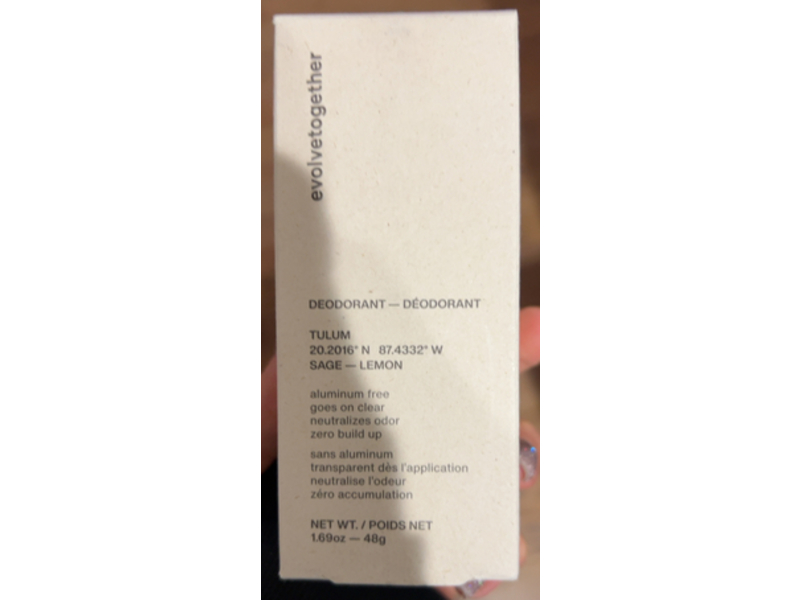 evolvetogether
DEODORANT — DÉODORANT
TULUM
20.2016° N 87.4332° W
SAGE — LEMON
aluminum free
goes on clear
neutralizes odor
zero build up
sans aluminum
transparent dès l'application
neutralise l'odeur
zéro accumulation
NET WT. / POIDS NET
1.69oz — 48g